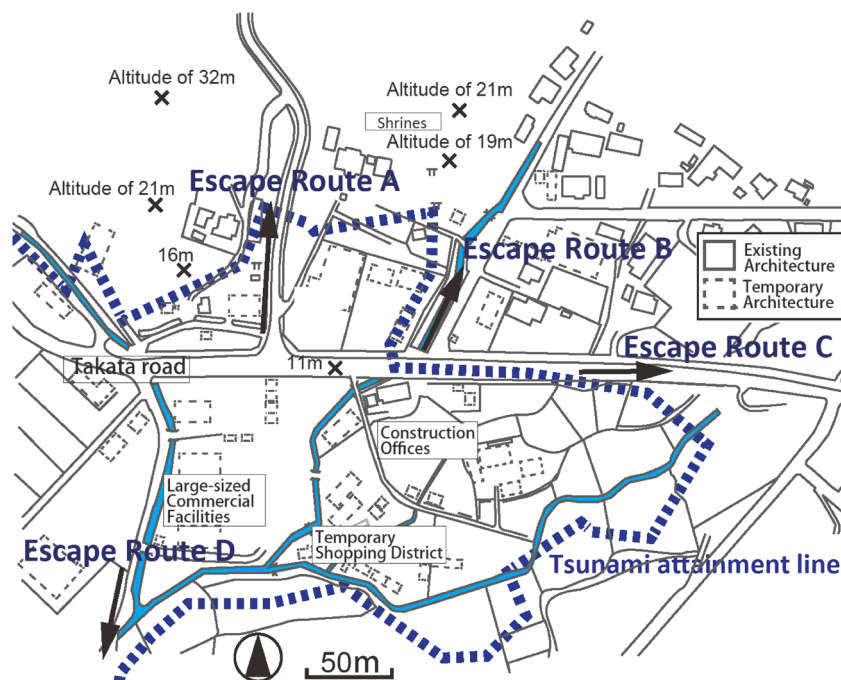 Altitude of 32m
Altitude of 21m
Shrines
Altitude of 19m
Altitude of 21m
Escape Route A
Escape Route B
16m
Existing
Architecture
Temporary
Architecture
Escape Route C
Takata road
11m
Construction
Offices
Large-sized
Commercial
Facilities
Temporary
Shopping District
Escape Route D
Tsunami attainment line
50m